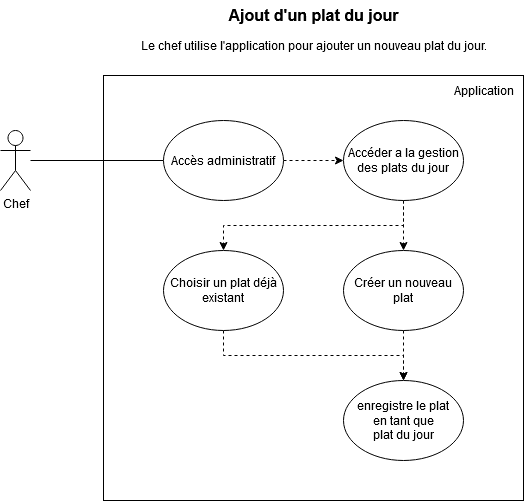 Ajout d'un plat du jour
Le chef utilise l'application pour ajouter un nouveau plat du jour.
Application
Chef
Accès administratif
Accéder a la gestion
des plats du jour
Choisir un plat déjà
existant
Créer un nouveau
plat
enregistre le plat
en tant que
plat du jour